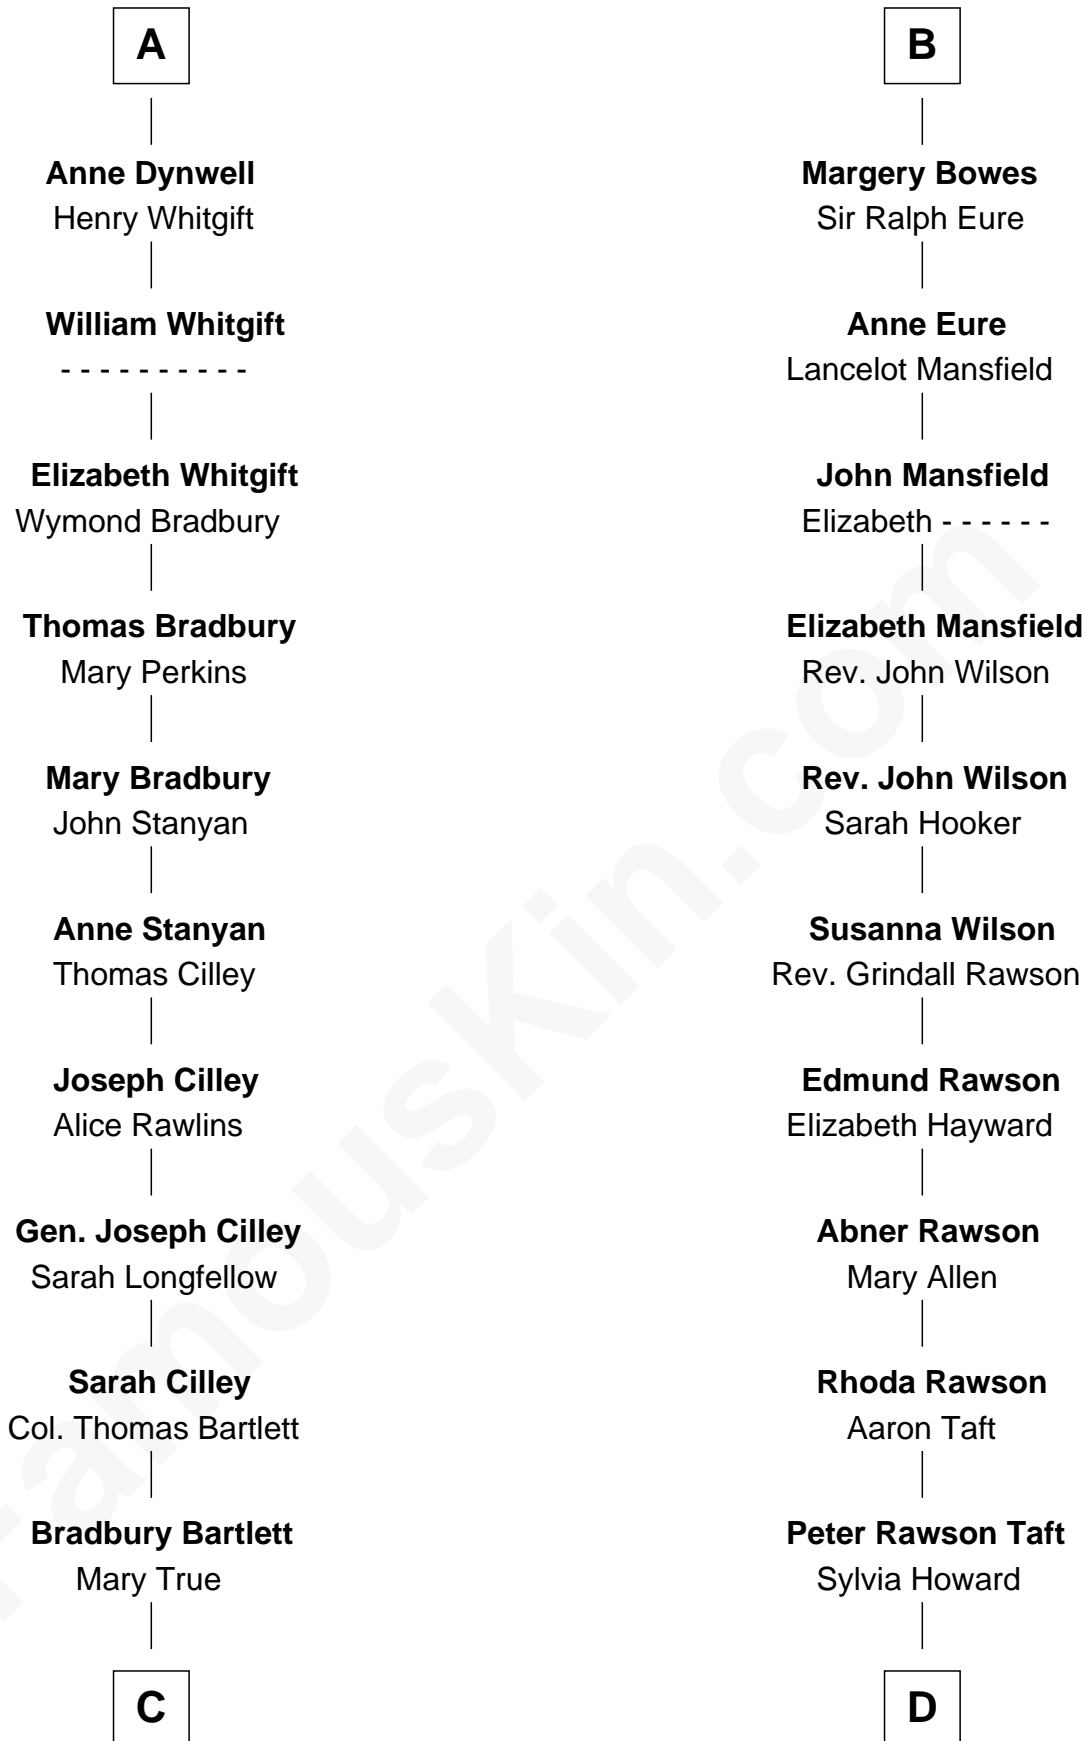 A
Anne Dynwell
Henry Whitgift
William Whitgift
- - - - - - - - - -
Elizabeth Whitgift
Wymond Bradbury
Thomas Bradbury
Mary Perkins
Mary Bradbury
John Stanyan
Anne Stanyan
Thomas Cilley
Joseph Cilley
Alice Rawlins
Gen. Joseph Cilley
Sarah Longfellow
Sarah Cilley
Col. Thomas Bartlett
Bradbury Bartlett
Mary True
C
B
Margery Bowes
Sir Ralph Eure
Anne Eure
Lancelot Mansfield
John Mansfield
Elizabeth - - - - - -
Elizabeth Mansfield
Rev. John Wilson
Rev. John Wilson
Sarah Hooker
Susanna Wilson
Rev. Grindall Rawson
Edmund Rawson
Elizabeth Hayward
Abner Rawson
Mary Allen
Rhoda Rawson
Aaron Taft
Peter Rawson Taft
Sylvia Howard
D
FamousKin.com